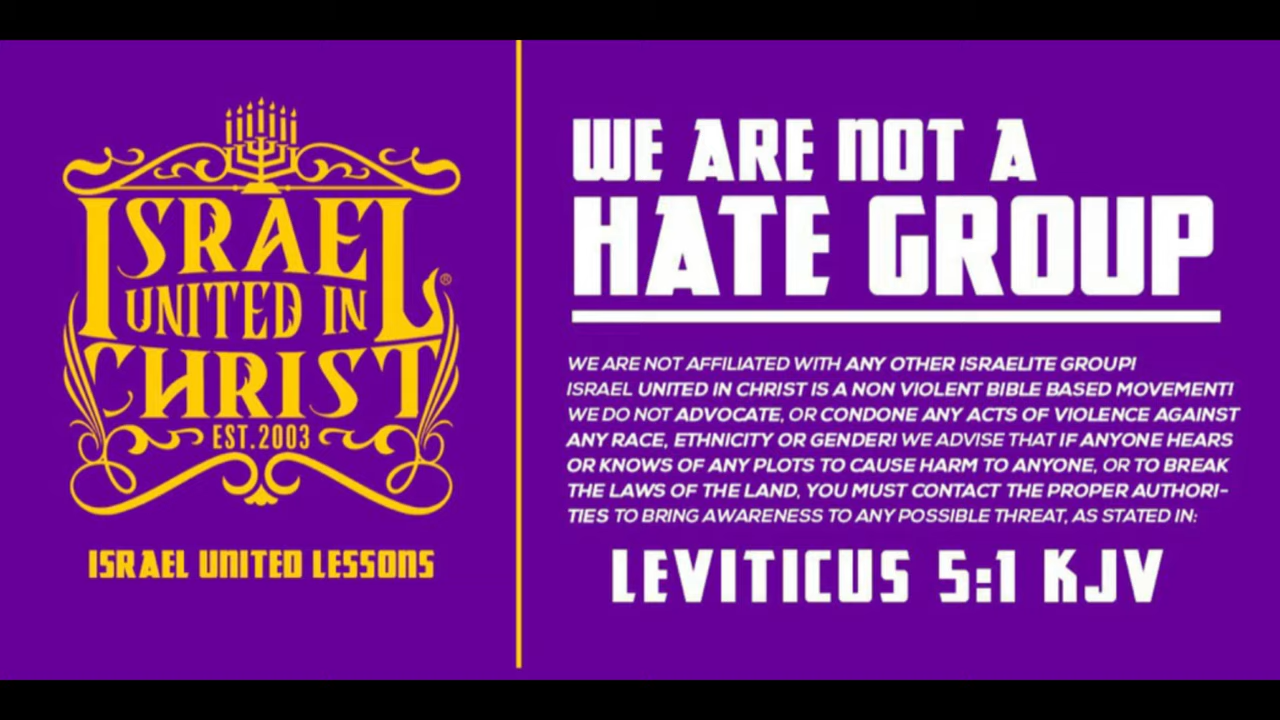 ISRAEL
UNITED IN
CHRIST
®
EST. 2003
ISRAEL UNITED LESSONS
WE ARE NOT A
HATE GROUP
WE ARE NOT AFFILIATED WITH ANY OTHER ISRAELITE GROUP!
ISRAEL UNITED IN CHRIST IS A NON VIOLENT BIBLE BASED MOVEMENT!
WE DO NOT ADVOCATE, OR CONDONE ANY ACTS OF VIOLENCE AGAINST
ANY RACE, ETHNICITY OR GENDER! WE ADVISE THAT IF ANYONE HEARS
OR KNOWS OF ANY PLOTS TO CAUSE HARM TO ANYONE, OR TO BREAK
THE LAWS OF THE LAND, YOU MUST CONTACT THE PROPER AUTHORI-
TIES TO BRING AWARENESS TO ANY POSSIBLE THREAT, AS STATED IN:
LEVITICUS 5:1 KJV